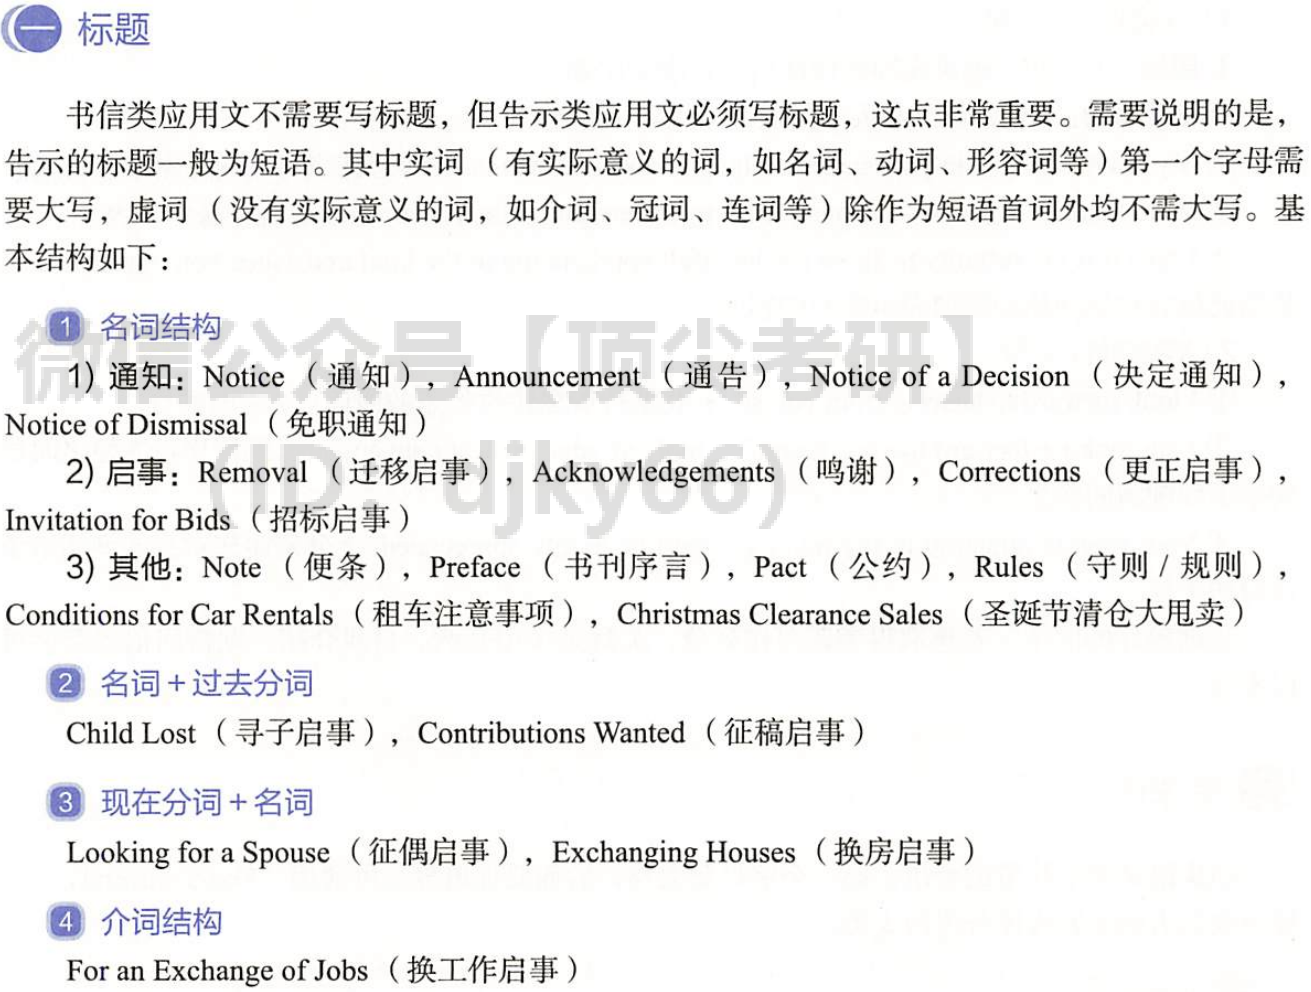 一 标题
书信类应用文不需要写标题，但告示类应用文必须写标题，这点非常重要。需要说明的是，
告示的标题一般为短语。其中实词（有实际意义的词，如名词、动词、形容词等）第一个字母需
要大写，虚词（没有实际意义的词，如介词、冠词、连词等）除作为短语首词外均不需大写。基
本结构如下：
1 名词结构
微信公众号【顶尖考研】
1) 通知：Notice（通知），Announcement（通告），Notice of a Decision（决定通知），
Notice of Dismissal（免职通知）
2) 启事：Removal（迁移启事），Acknowledgements（鸣谢），Corrections（更正启事），
(ID：djky66)
Invitation for Bids（招标启事）
3) 其他：Note（便条），Preface（书刊序言），Pact（公约），Rules（守则 / 规则），
Conditions for Car Rentals（租车注意事项），Christmas Clearance Sales（圣诞节清仓大甩卖）
2 名词 + 过去分词
Child Lost（寻子启事），Contributions Wanted（征稿启事）
3 现在分词 + 名词
Looking for a Spouse（征偶启事），Exchanging Houses（换房启事）
4 介词结构
For an Exchange of Jobs（换工作启事）